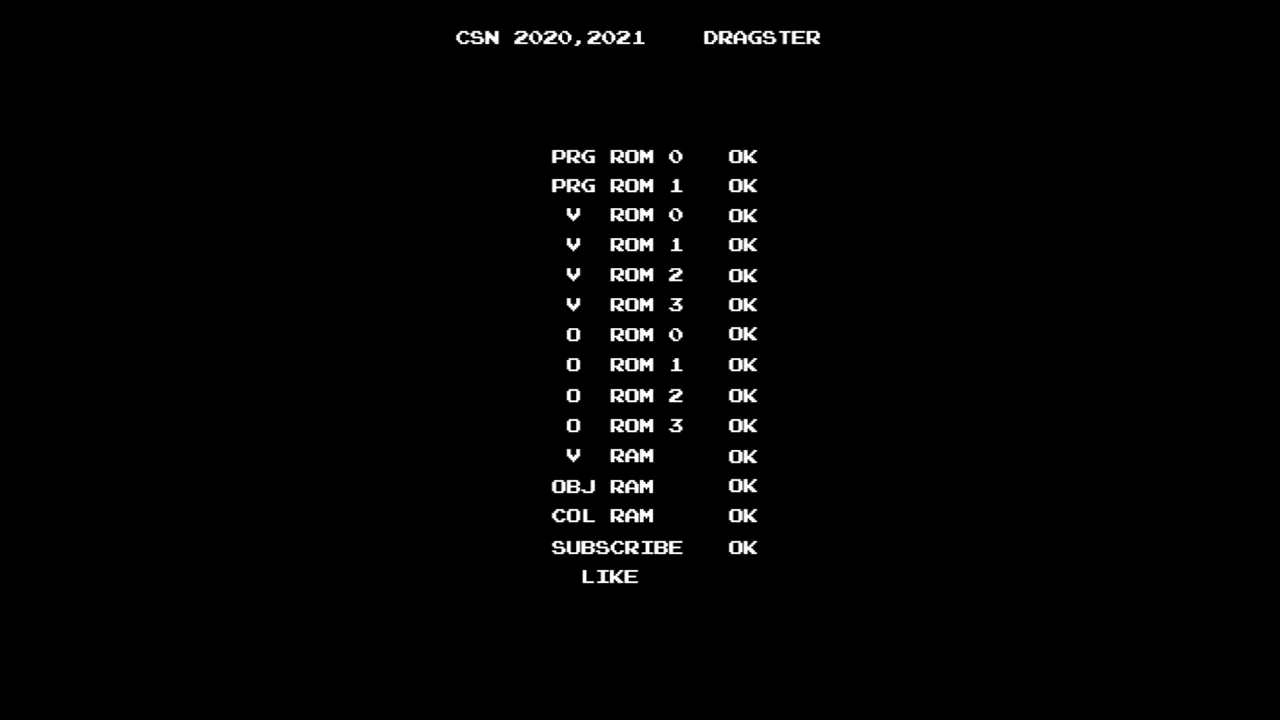 CSN 2020,2021 DRAGSTER
PRG ROM 0 OK
PRG ROM 1 OK
V ROM 0 OK
V ROM 1 OK
V ROM 2 OK
V ROM 3 OK
O ROM 0 OK
O ROM 1 OK
O ROM 2 OK
O ROM 3 OK
V RAM OK
OBJ RAM OK
COL RAM OK
SUBSCRIBE OK
LIKE